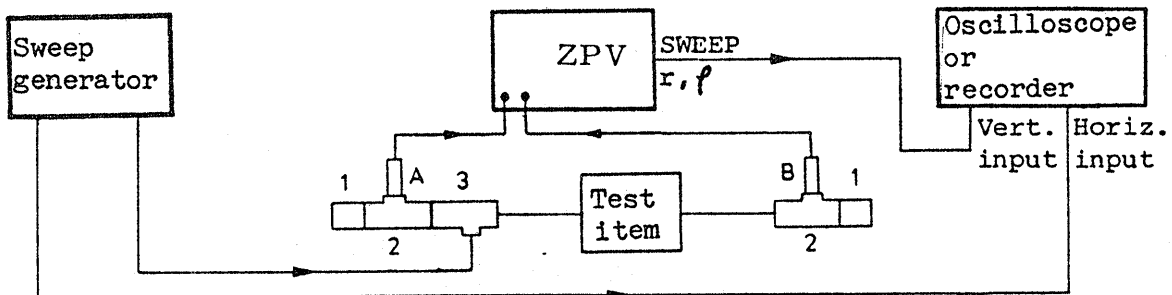 Sweep
generator
ZPV
SWEEP
r, φ
Oscilloscope
or
recorder
Vert.
input
Horiz.
input
A
B
1
3
1
2
2
Test
item